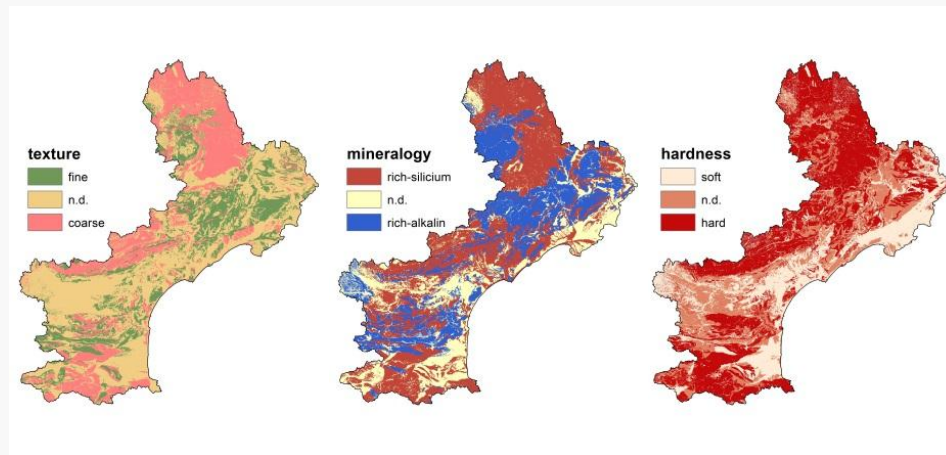 texture
fine
n.d.
coarse
mineralogy
rich-silicium
n.d.
rich-alkalin
hardness
soft
n.d.
hard